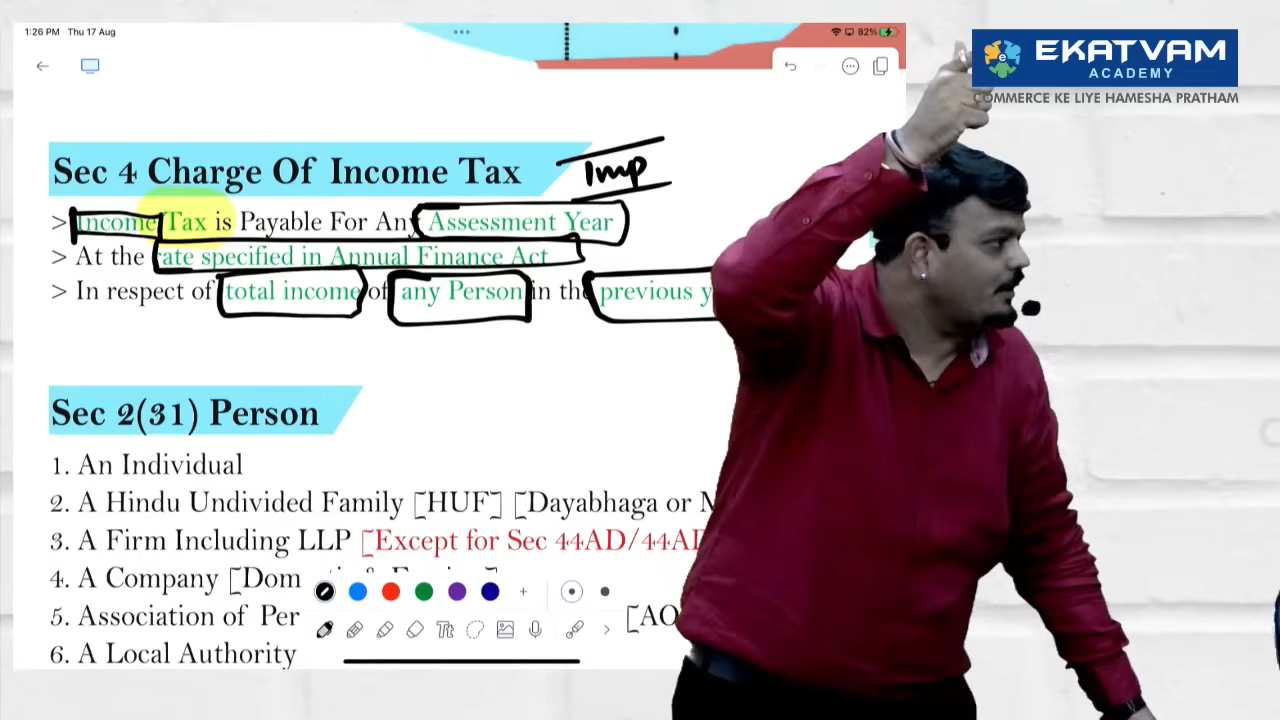 1:26 PM Thu 17 Aug
82%
EKATVAM
ACADEMY
COMMERCE KE LIYE HAMESHA PRATHAM
Sec 4 Charge Of Income Tax
Imp
> Income Tax is Payable For Any Assessment Year
> At the rate specified in Annual Finance Act
> In respect of total income of any Person in the previous y
Sec 2(31) Person
1. An Individual
2. A Hindu Undivided Family [HUF] [Dayabhaga or M
3. A Firm Including LLP [Except for Sec 44AD/44AD
4. A Company [Dom
5. Association of Per [AO
6. A Local Authority